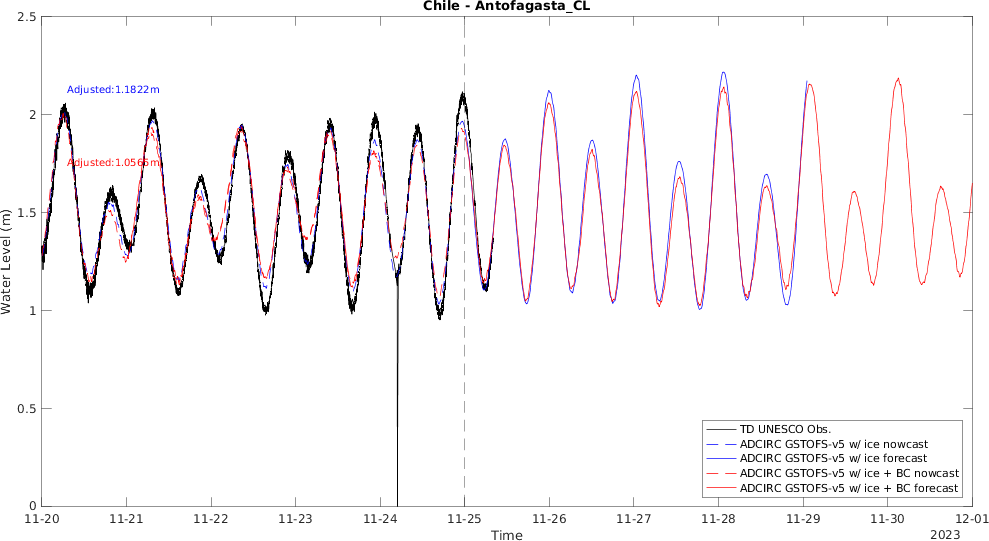 Chile - Antofagasta_CL
Water Level (m)
2.5
2
1.5
1
0.5
0
Adjusted:1.1822m
Adjusted:1.0565m
TD UNESCO Obs.
ADCIRC GSTOFS-v5 w/ ice nowcast
ADCIRC GSTOFS-v5 w/ ice forecast
ADCIRC GSTOFS-v5 w/ ice + BC nowcast
ADCIRC GSTOFS-v5 w/ ice + BC forecast
11-20 11-21 11-22 11-23 11-24 11-25 11-26 11-27 11-28 11-29 11-30 12-01
Time
2023